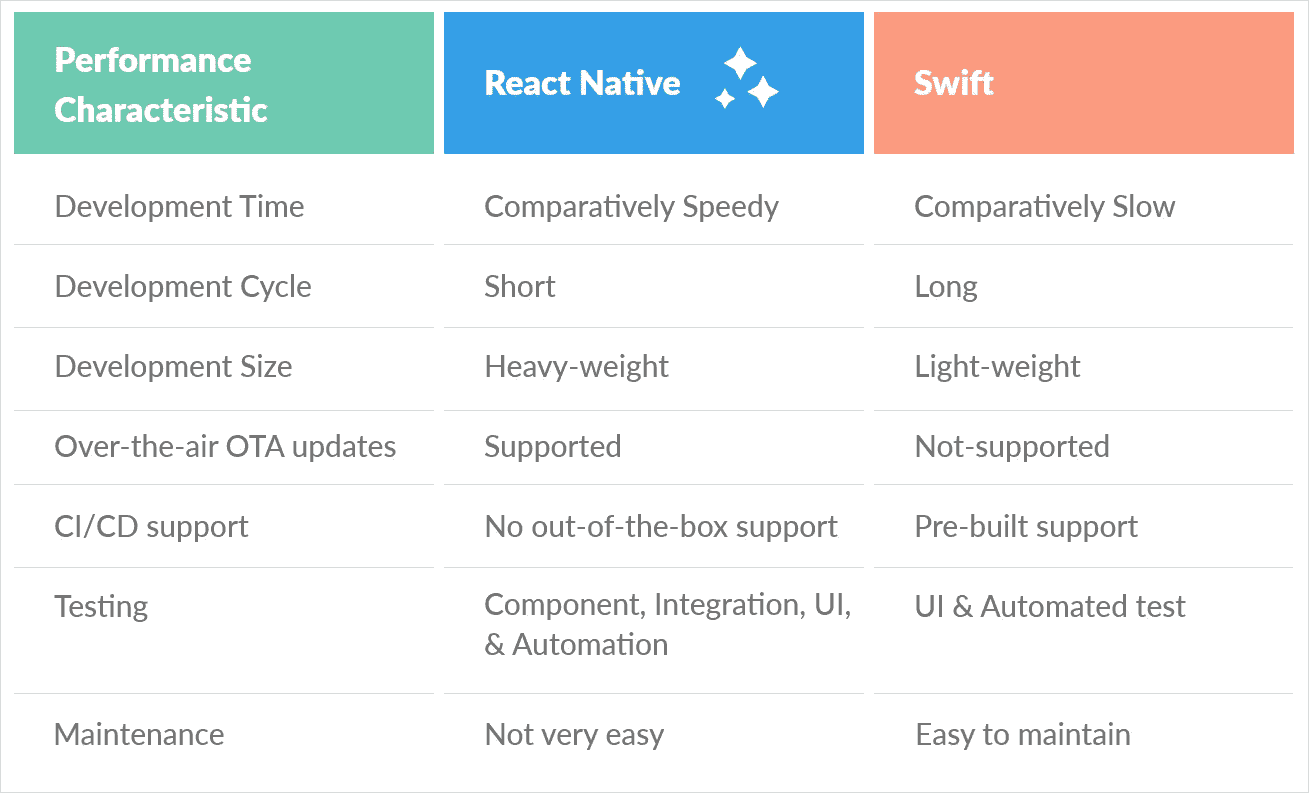 Performance
Characteristic
React Native
Swift
Development Time
Comparatively Speedy
Comparatively Slow
Development Cycle
Short
Long
Development Size
Heavy-weight
Light-weight
Over-the-air OTA updates
Supported
Not-supported
CI/CD support
No out-of-the-box support
Pre-built support
Testing
Component, Integration, UI,
& Automation
UI & Automated test
Maintenance
Not very easy
Easy to maintain